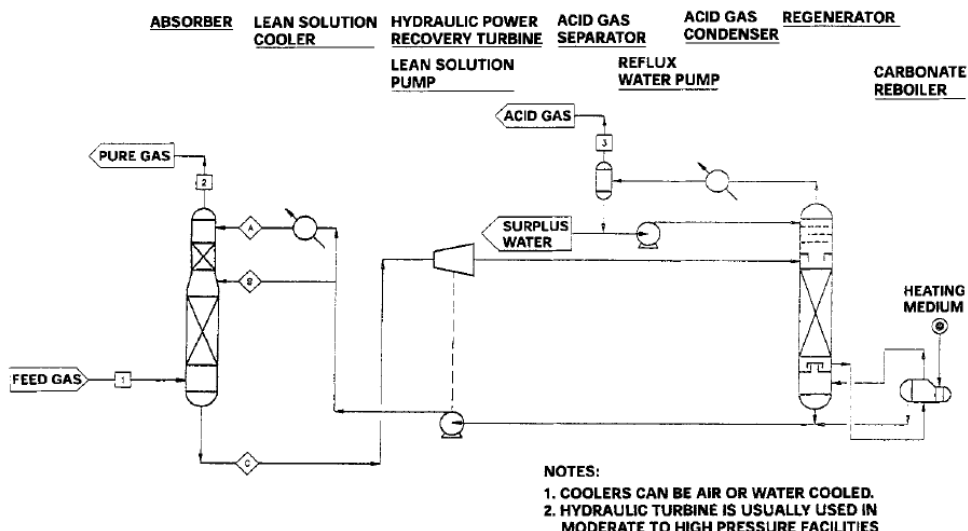 ABSORBER
LEAN SOLUTION
COOLER
HYDRAULIC POWER
RECOVERY TURBINE
ACID GAS
SEPARATOR
ACID GAS
CONDENSER
REGENERATOR
LEAN SOLUTION
PUMP
REFLUX
WATER PUMP
CARBONATE
REBOILER
ACID GAS
3
PURE GAS
2
A
SURPLUS
WATER
B
HEATING
MEDIUM
FEED GAS
1
C
NOTES:
1. COOLERS CAN BE AIR OR WATER COOLED.
2. HYDRAULIC TURBINE IS USUALLY USED IN
MODERATE TO HIGH PRESSURE FACILITIES